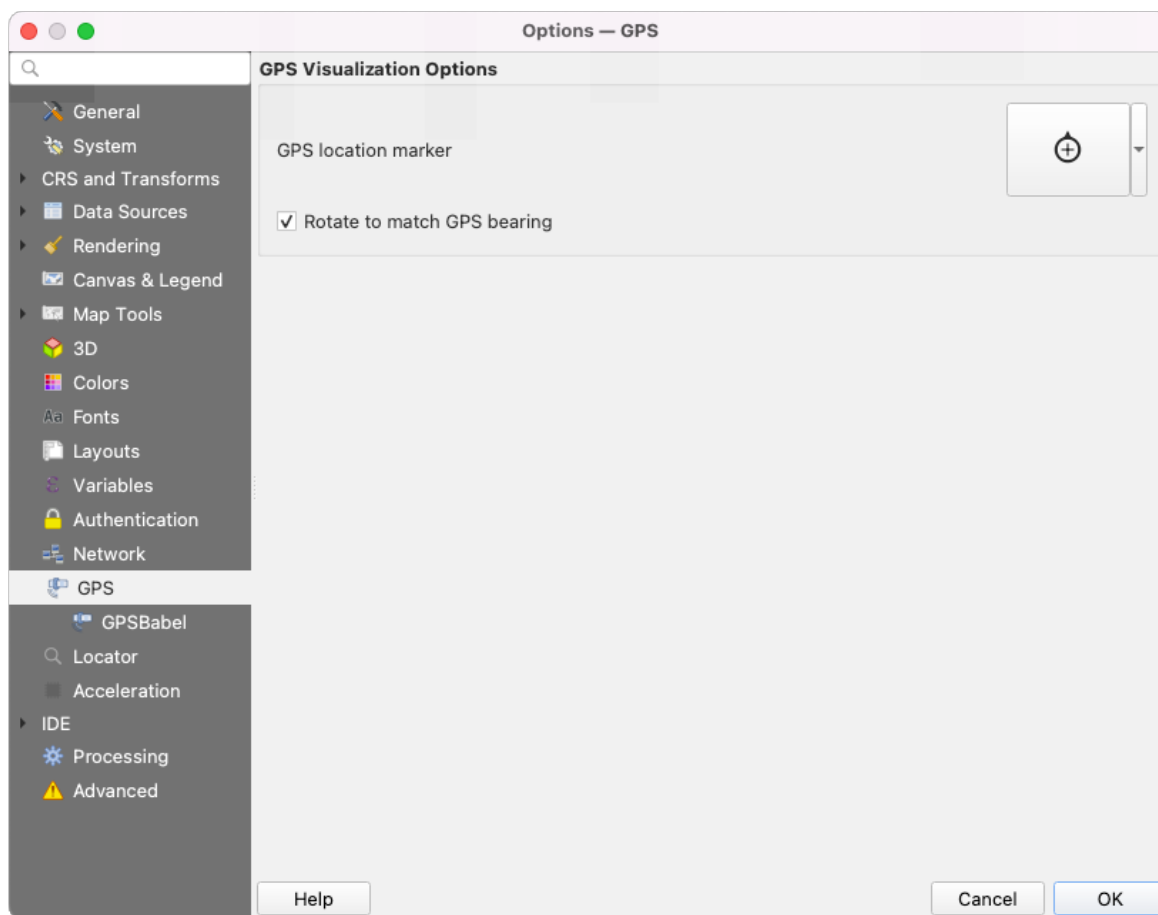 Options — GPS
GPS Visualization Options
General
System
CRS and Transforms
Data Sources
Rendering
Canvas & Legend
Map Tools
3D
Colors
Aa Fonts
Layouts
ε Variables
Authentication
Network
GPS
GPSBabel
Locator
Acceleration
IDE
Processing
Advanced
GPS location marker
Rotate to match GPS bearing
Help
Cancel
OK